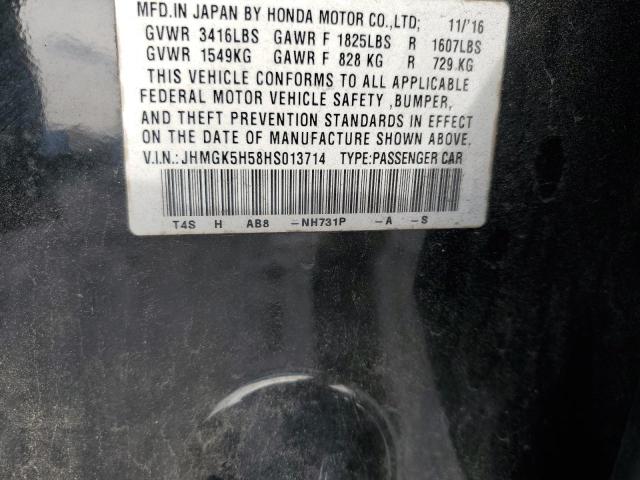 MFD.IN JAPAN BY HONDA MOTOR CO.,LTD; 11/'16
GVWR 3416LBS GAWR F 1825LBS R 1607LBS
GVWR 1549KG GAWR F 828 KG R 729 KG
THIS VEHICLE CONFORMS TO ALL APPLICABLE
FEDERAL MOTOR VEHICLE SAFETY ,BUMPER,
AND THEFT PREVENTION STANDARDS IN EFFECT
ON THE DATE OF MANUFACTURE SHOWN ABOVE.
V.I.N.: JHMGK5H58HS013714 TYPE:PASSENGER CAR
T4S H AB8 -NH731P -A -S